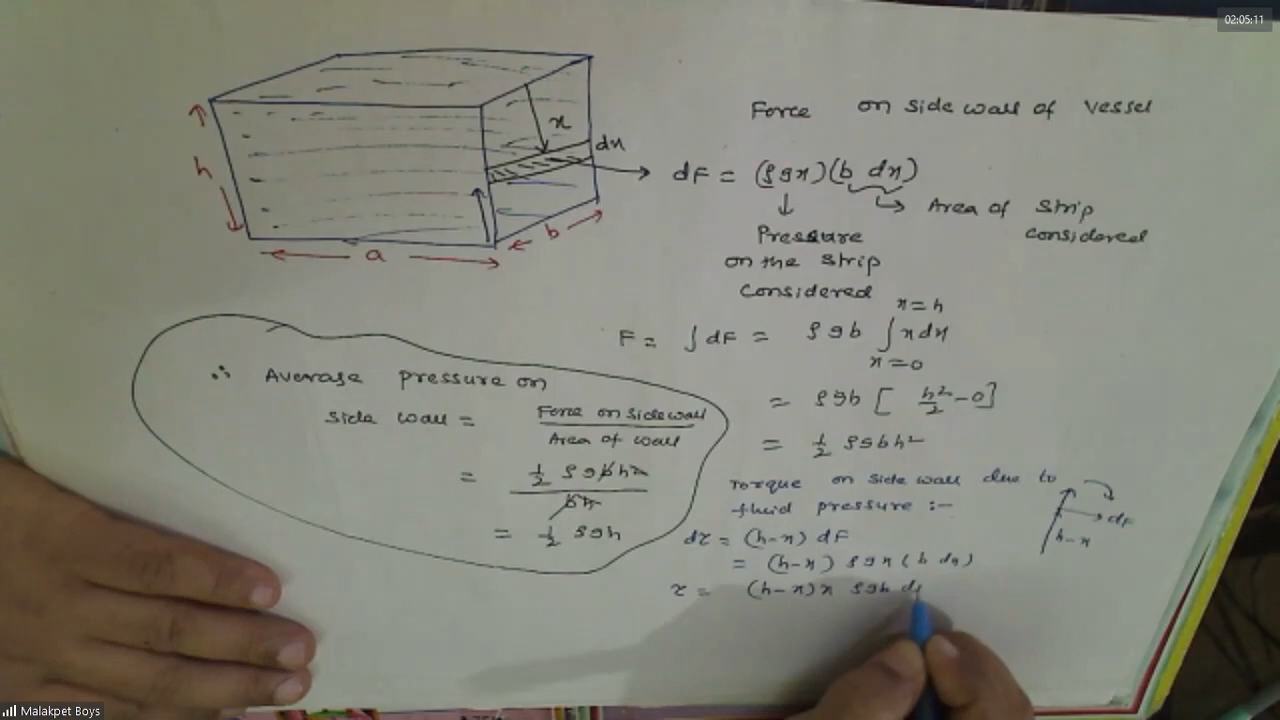 02:05:11
Force on side wall of vessel
h
x
dx
a
b
dF = (ρgx)(b dx)
Pressure
on the strip
considered
Area of strip
considered
F = ∫dF = ρgb ∫ x dx
x=h
x=0
= ρgb [ h²/2 - 0 ]
= 1/2 ρgbh²
∴ Average pressure on
side wall = Force on sidewall / Area of wall
= 1/2 ρgbh² / bh
= 1/2 ρgh
Torque on side wall due to
fluid pressure :-
dF
h-x
dτ = (h-x) dF
= (h-x) ρgx (b dx)
τ = (h-x)x ρgb dx
Malakpet Boys